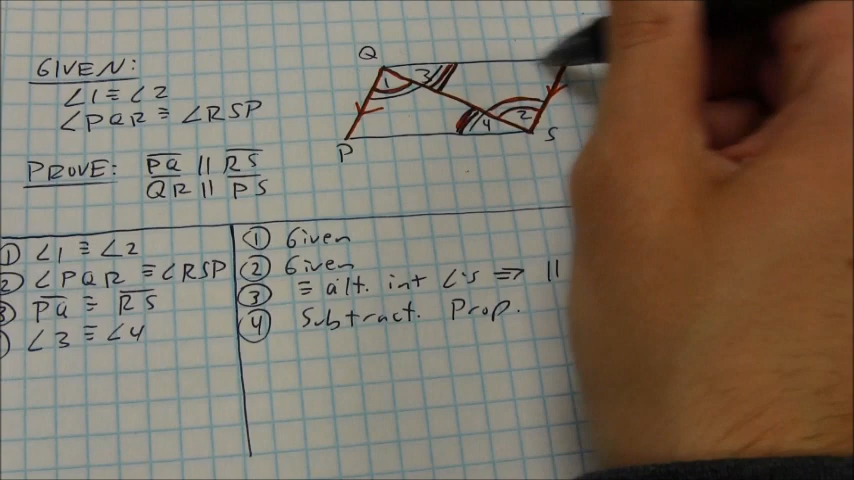 GIVEN:
∠1 ≅ ∠2
∠PQR ≅ ∠RSP
PROVE: PQ || RS
QR || PS
Q
3
1
2
4
P
S
① ∠1 ≅ ∠2
② ∠PQR ≅ ∠RSP
③ PQ ≅ RS
∠3 ≅ ∠4
① Given
② Given
③ ≅ alt. int ∠'s ⇒ ||
④ Subtract. Prop.